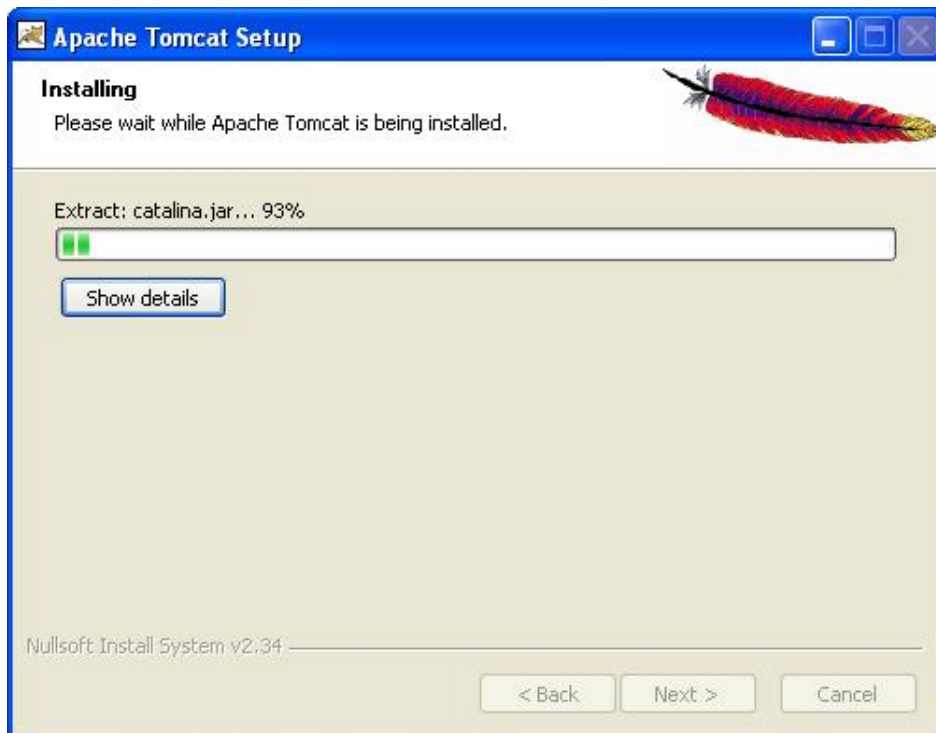 Apache Tomcat Setup
Installing
Please wait while Apache Tomcat is being installed.
Extract: catalina.jar... 93%
Show details
Nullsoft Install System v2.34
< Back Next > Cancel